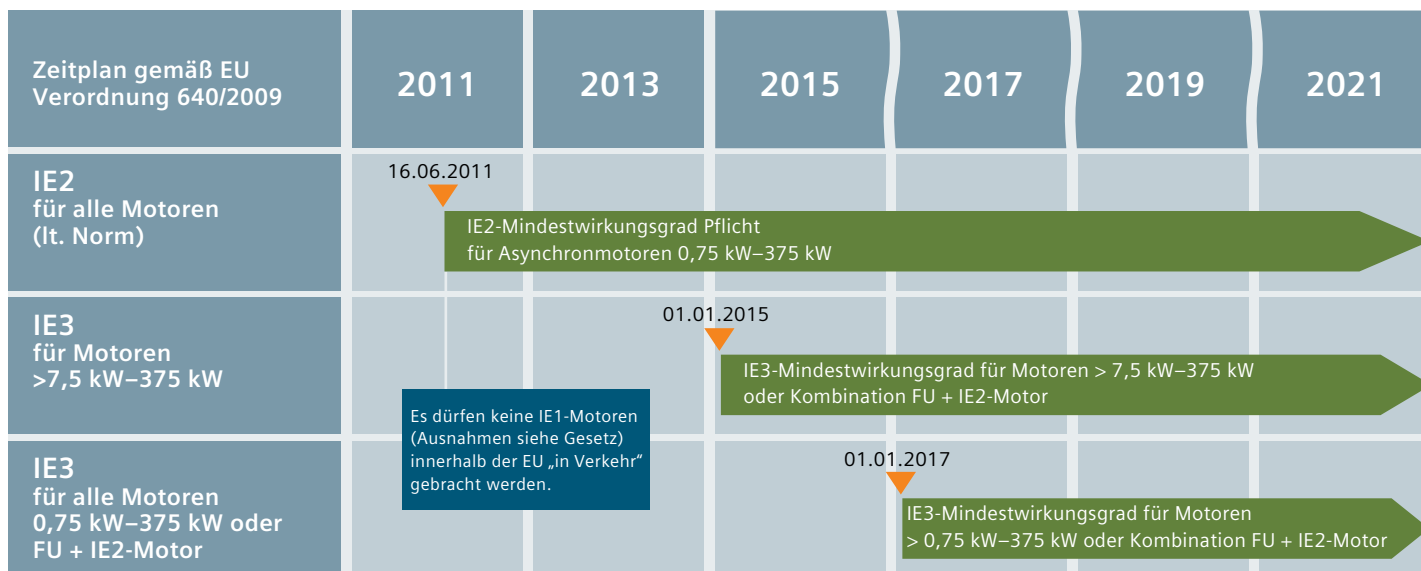 Zeitplan gemäß EU
Verordnung 640/2009
2011
2013
2015
2017
2019
2021
IE2
für alle Motoren
(lt. Norm)
16.06.2011
IE2-Mindestwirkungsgrad Pflicht
für Asynchronmotoren 0,75 kW–375 kW
IE3
für Motoren
>7,5 kW–375 kW
01.01.2015
IE3-Mindestwirkungsgrad für Motoren > 7,5 kW–375 kW
oder Kombination FU + IE2-Motor
Es dürfen keine IE1-Motoren
(Ausnahmen siehe Gesetz)
innerhalb der EU „in Verkehr“
gebracht werden.
IE3
für alle Motoren
0,75 kW–375 kW oder
FU + IE2-Motor
01.01.2017
IE3-Mindestwirkungsgrad für Motoren
> 0,75 kW–375 kW oder Kombination FU + IE2-Motor